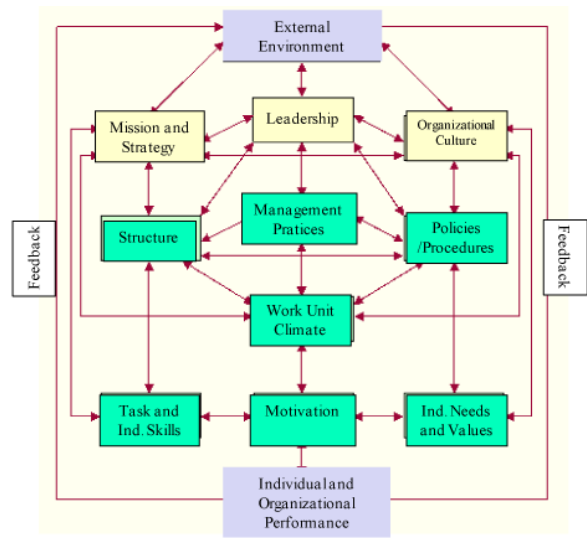 External
Environment
Mission and
Strategy
Leadership
Organizational
Culture
Feedback
Structure
Management
Pratices
Policies
/Procedures
Feedback
Work Unit
Climate
Task and
Ind. Skills
Motivation
Ind. Needs
and Values
Individual and
Organizational
Performance